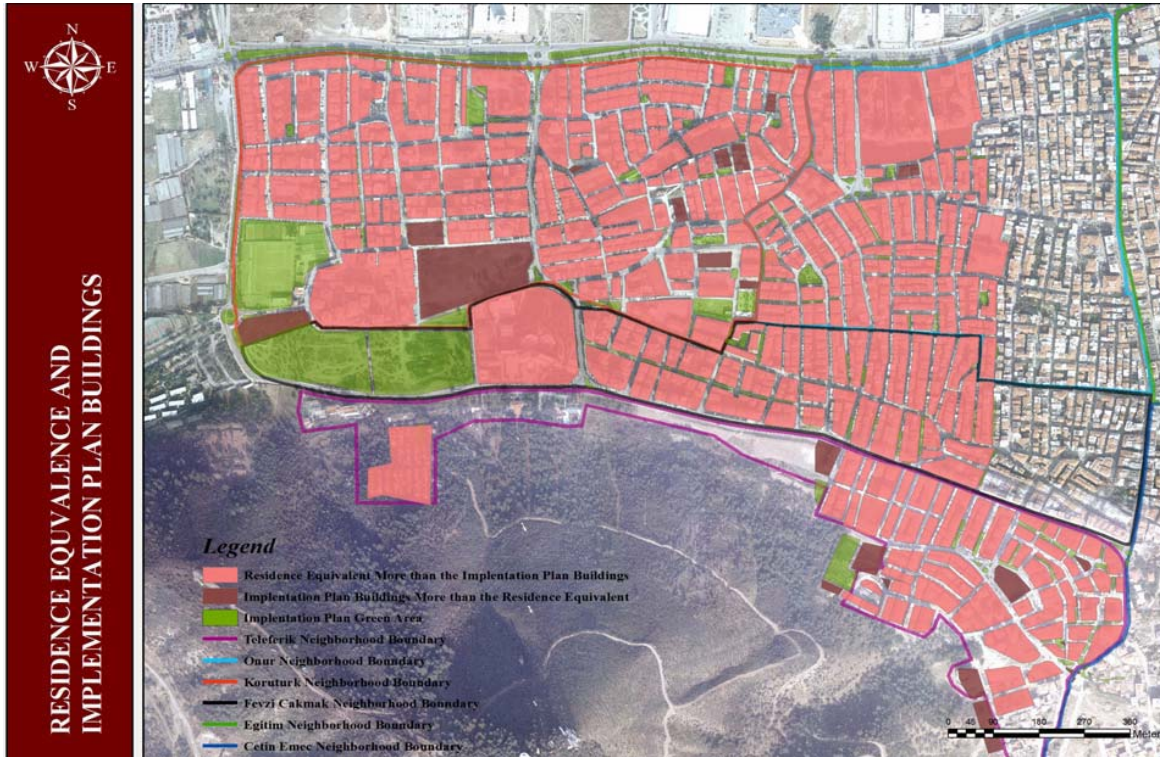 N
W E
S
RESIDENCE EQUVALENCE AND
IMPLEMENTATION PLAN BUILDINGS
Legend
Residence Equivalent More than the Implentation Plan Buildings
Implentation Plan Buildings More than the Residence Equivalent
Implentation Plan Green Area
Teleferik Neighborhood Boundary
Onur Neighborhood Boundary
Koruturk Neighborhood Boundary
Fevzi Cakmak Neighborhood Boundary
Egitim Neighborhood Boundary
Cetin Emec Neighborhood Boundary
0 45 90 180 270 360
Meter